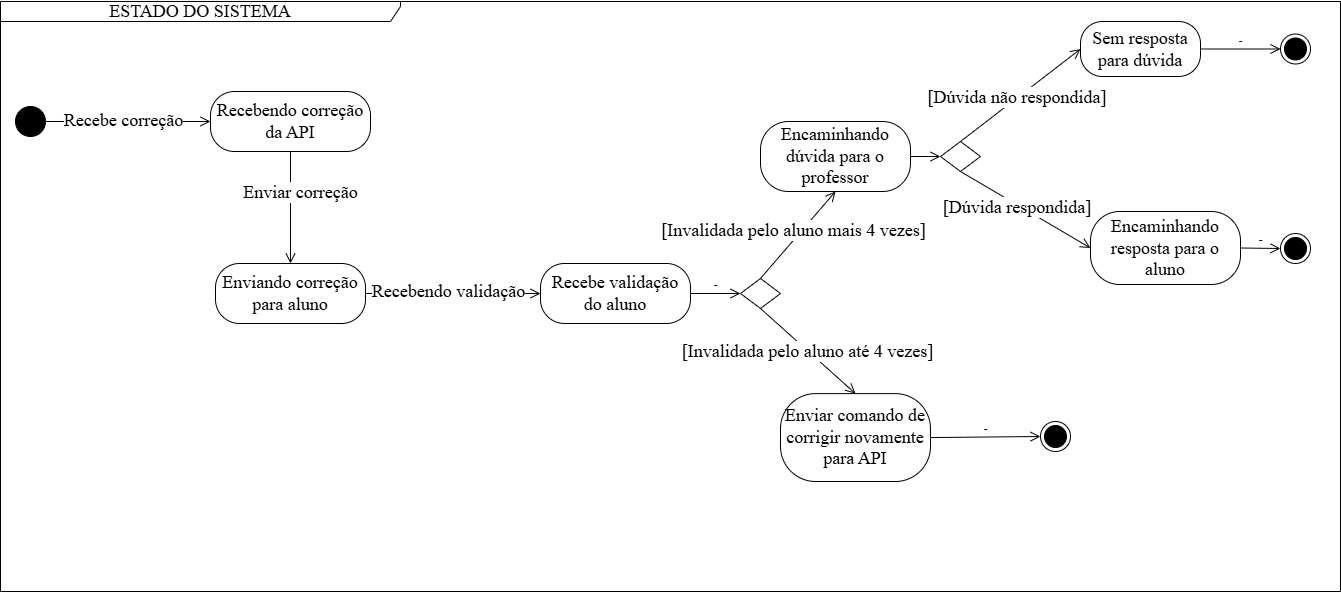 ESTADO DO SISTEMA
Recebe correção
Recebendo correção
da API
Enviar correção
Enviando correção
para aluno
Recebendo validação
Recebe validação
do aluno
-
[Invalidada pelo aluno mais 4 vezes]
Encaminhando
dúvida para o
professor
[Dúvida não respondida]
Sem resposta
para dúvida
-
[Dúvida respondida]
Encaminhando
resposta para o
aluno
-
[Invalidada pelo aluno até 4 vezes]
Enviar comando de
corrigir novamente
para API
-